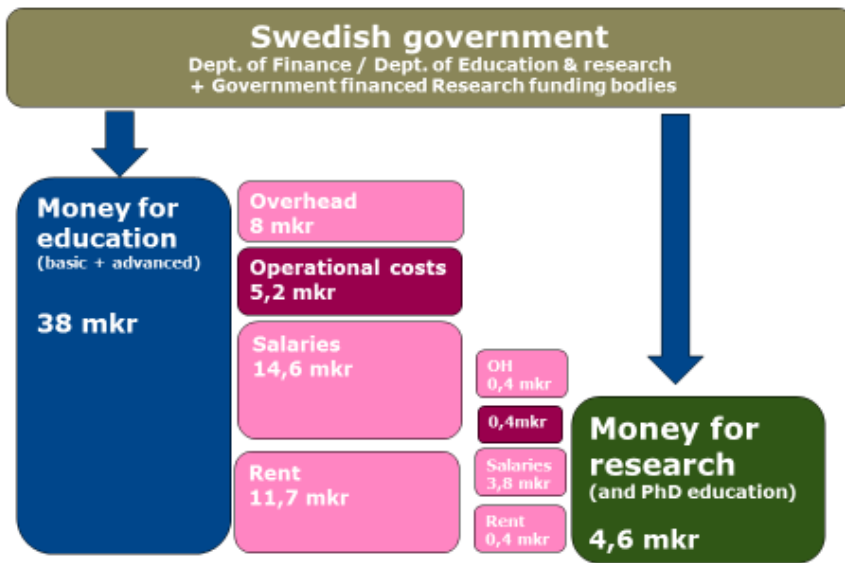 Swedish government
Dept. of Finance / Dept. of Education & research
+ Government financed Research funding bodies
Money for
education
(basic + advanced)
38 mkr
Overhead
8 mkr
Operational costs
5,2 mkr
Salaries
14,6 mkr
Rent
11,7 mkr
OH
0,4 mkr
0,4mkr
Salaries
3,8 mkr
Rent
0,4 mkr
Money for
research
(and PhD education)
4,6 mkr